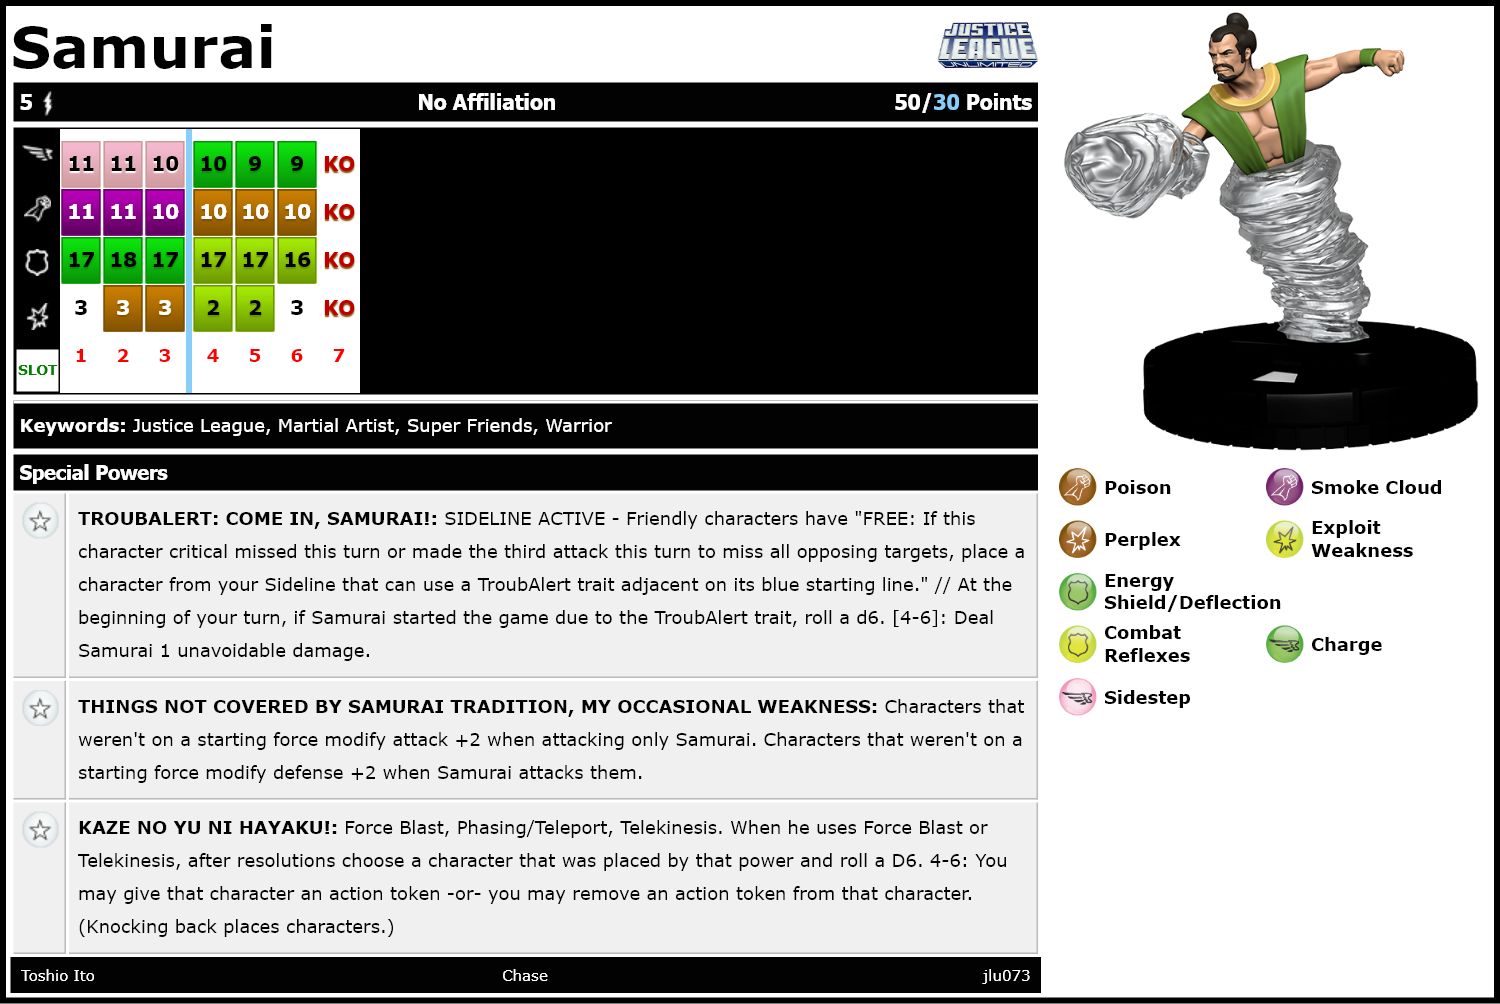 Samurai
JUSTICE
LEAGUE
UNLIMITED
5 No Affiliation 50/30 Points
11 11 10 10 9 9 KO
11 11 10 10 10 10 KO
17 18 17 17 17 16 KO
3 3 3 2 2 3 KO
SLOT 1 2 3 4 5 6 7
Keywords: Justice League, Martial Artist, Super Friends, Warrior
Special Powers
TROUBALERT: COME IN, SAMURAI!: SIDELINE ACTIVE - Friendly characters have "FREE: If this
character critical missed this turn or made the third attack this turn to miss all opposing targets, place a
character from your Sideline that can use a TroubAlert trait adjacent on its blue starting line." // At the
beginning of your turn, if Samurai started the game due to the TroubAlert trait, roll a d6. [4-6]: Deal
Samurai 1 unavoidable damage.
THINGS NOT COVERED BY SAMURAI TRADITION, MY OCCASIONAL WEAKNESS: Characters that
weren't on a starting force modify attack +2 when attacking only Samurai. Characters that weren't on a
starting force modify defense +2 when Samurai attacks them.
KAZE NO YU NI HAYAKU!: Force Blast, Phasing/Teleport, Telekinesis. When he uses Force Blast or
Telekinesis, after resolutions choose a character that was placed by that power and roll a D6. 4-6: You
may give that character an action token -or- you may remove an action token from that character.
(Knocking back places characters.)
Toshio Ito Chase jlu073
Poison Smoke Cloud
Perplex Exploit
Weakness
Energy
Shield/Deflection
Combat
Reflexes Charge
Sidestep